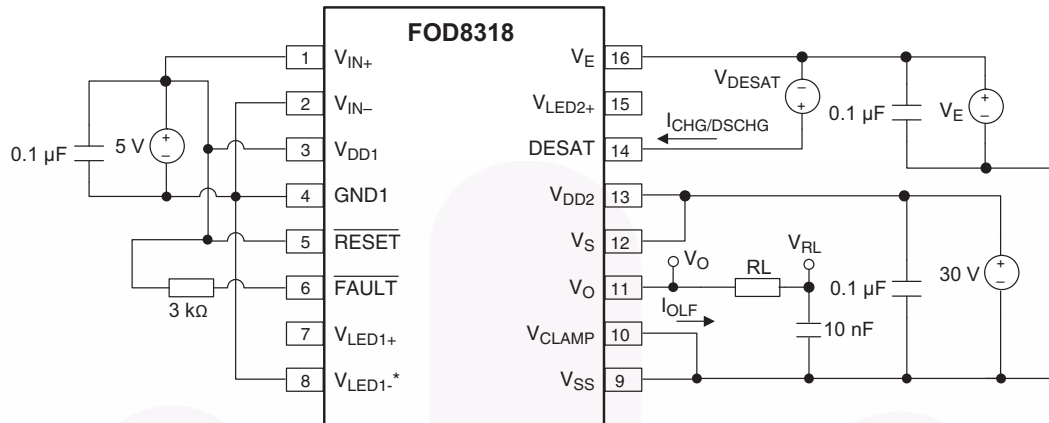 FOD8318
1
V_IN+
2
V_IN–
3
V_DD1
4
GND1
5
RESET
6
FAULT
7
V_LED1+
8
V_LED1-*
0.1 µF
5 V
+
−
3 kΩ
V_E
16
V_LED2+
15
DESAT
14
V_DD2
13
V_S
12
V_O
11
V_CLAMP
10
V_SS
9
V_DESAT
−
+
I_CHG/DSCHG
0.1 µF
V_E
+
−
V_O
RL
V_RL
I_OLF
10 nF
0.1 µF
30 V
+
−